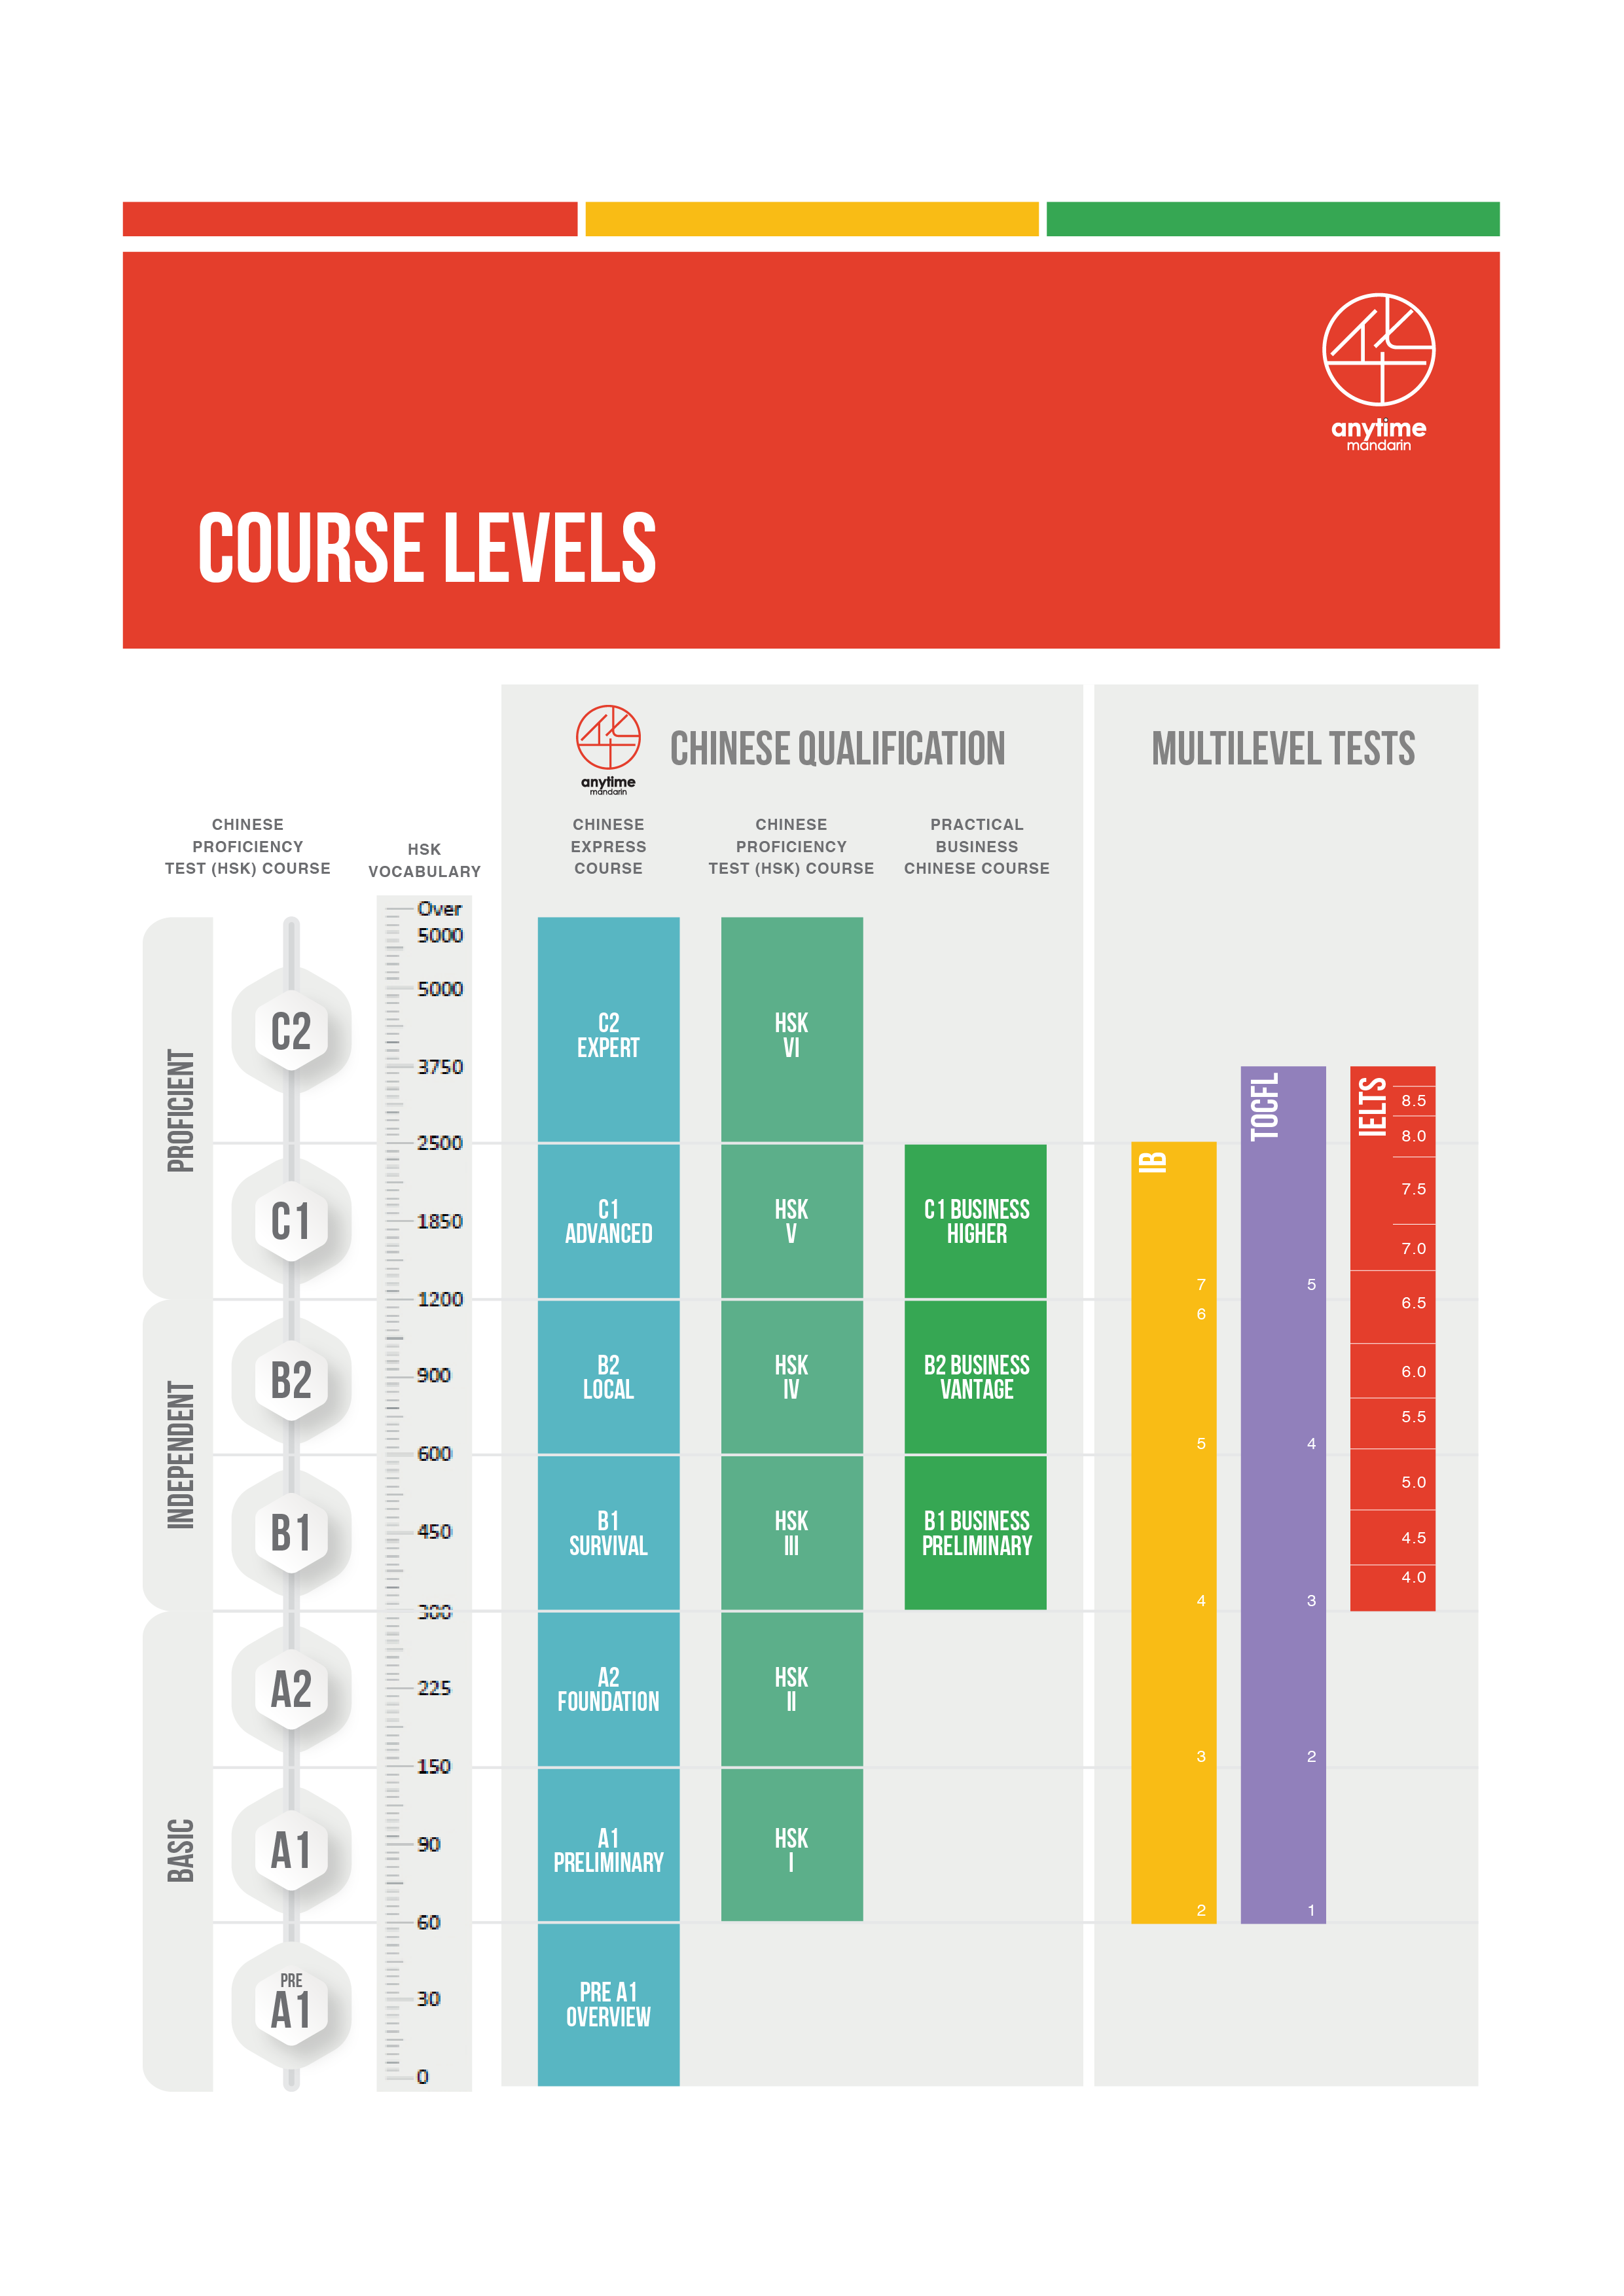 anytime
mandarin
COURSE LEVELS
anytime
mandarin
CHINESE QUALIFICATION
MULTILEVEL TESTS
CHINESE
PROFICIENCY
TEST (HSK) COURSE
HSK
VOCABULARY
CHINESE
EXPRESS
COURSE
CHINESE
PROFICIENCY
TEST (HSK) COURSE
PRACTICAL
BUSINESS
CHINESE COURSE
PROFICIENT
INDEPENDENT
BASIC
C2
C1
B2
B1
A2
A1
PRE
A1
Over
5000
5000
3750
2500
1850
1200
900
600
450
300
225
150
90
60
30
0
C2
EXPERT
C1
ADVANCED
B2
LOCAL
B1
SURVIVAL
A2
FOUNDATION
A1
PRELIMINARY
PRE A1
OVERVIEW
HSK
VI
HSK
V
HSK
IV
HSK
III
HSK
II
HSK
I
C1 BUSINESS
HIGHER
B2 BUSINESS
VANTAGE
B1 BUSINESS
PRELIMINARY
IB
7
6
5
4
3
2
TOCFL
5
4
3
2
1
IELTS
8.5
8.0
7.5
7.0
6.5
6.0
5.5
5.0
4.5
4.0